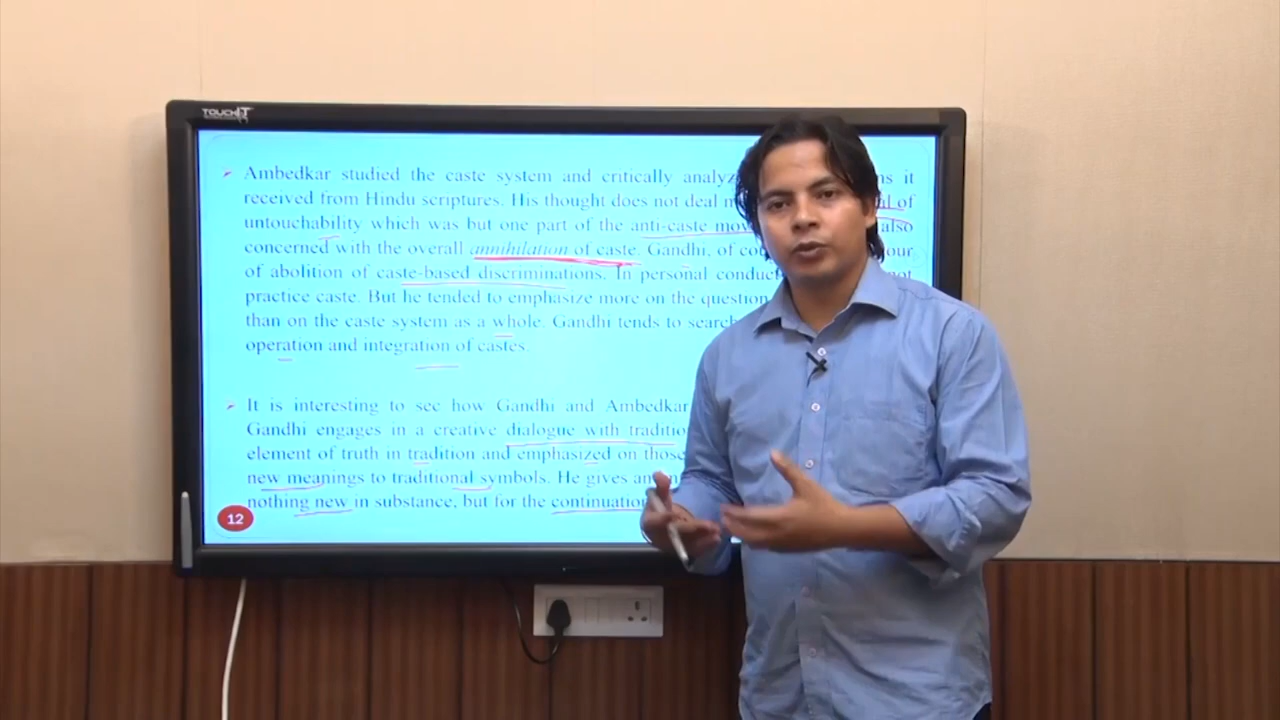 TOUCHIT
Ambedkar studied the caste system and critically analyz
received from Hindu scriptures. His thought does not deal of
untouchability which was but one part of the anti-caste mov also
concerned with the overall annihilation of caste. Gandhi, of our
of abolition of caste-based discriminations. In personal conduct not
practice caste. But he tended to emphasize more on the question
than on the caste system as a whole. Gandhi tends to search
operation and integration of castes.
It is interesting to see how Gandhi and Ambedkar
Gandhi engages in a creative dialogue with traditio
element of truth in tradition and emphasized on those
new meanings to traditional symbols. He gives an
nothing new in substance, but for the continuation
12